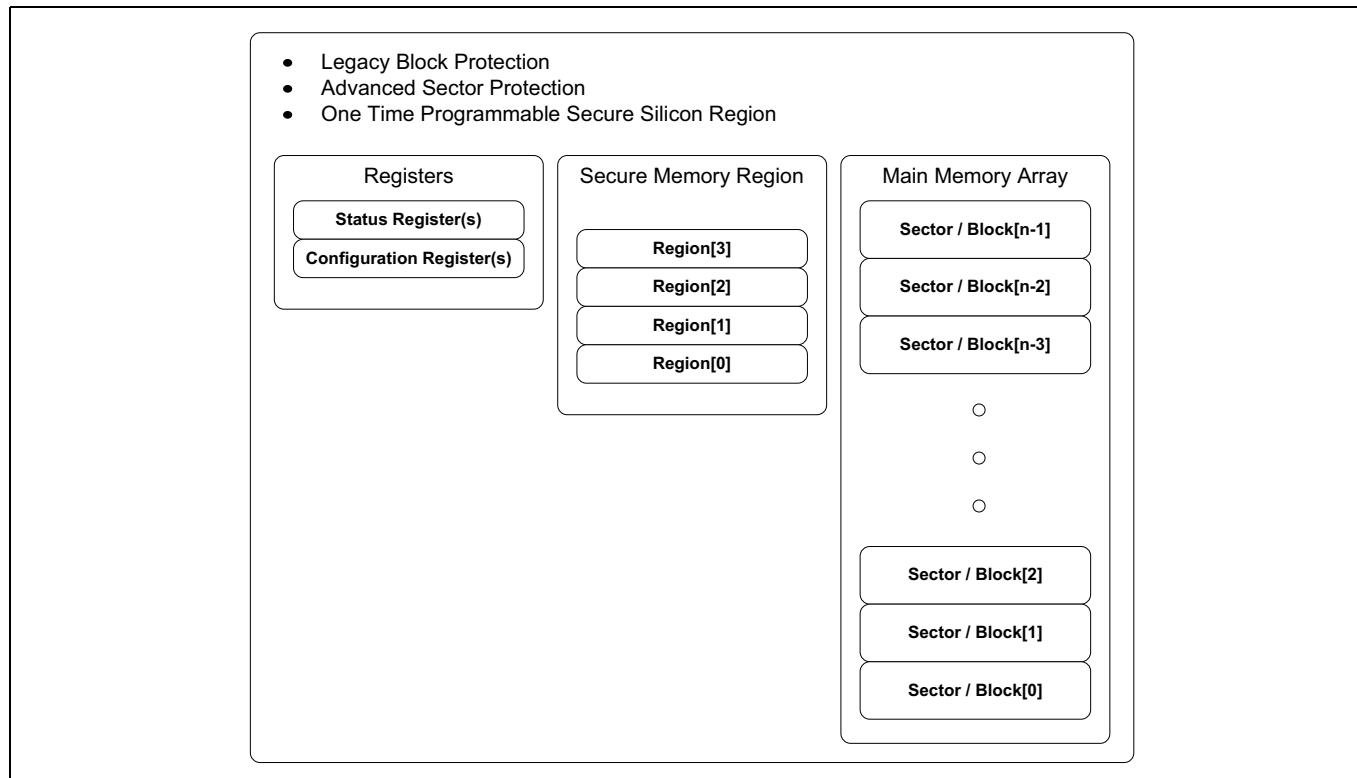 • Legacy Block Protection
• Advanced Sector Protection
• One Time Programmable Secure Silicon Region
Registers
Status Register(s)
Configuration Register(s)
Secure Memory Region
Region[3]
Region[2]
Region[1]
Region[0]
Main Memory Array
Sector / Block[n-1]
Sector / Block[n-2]
Sector / Block[n-3]
Sector / Block[2]
Sector / Block[1]
Sector / Block[0]